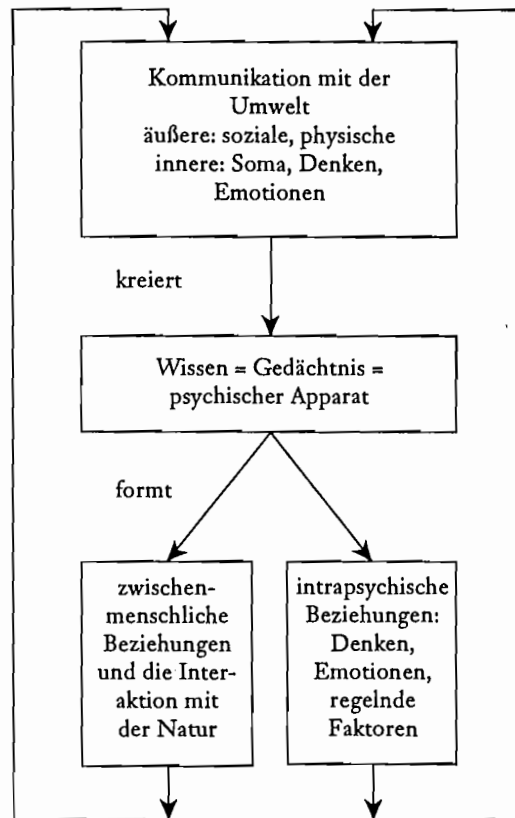 Kommunikation mit der
Umwelt
äußere: soziale, physische
innere: Soma, Denken,
Emotionen
kreiert
Wissen = Gedächtnis =
psychischer Apparat
formt
zwischen-
menschliche
Beziehungen
und die Inter-
aktion mit
der Natur
intrapsychische
Beziehungen:
Denken,
Emotionen,
regelnde
Faktoren